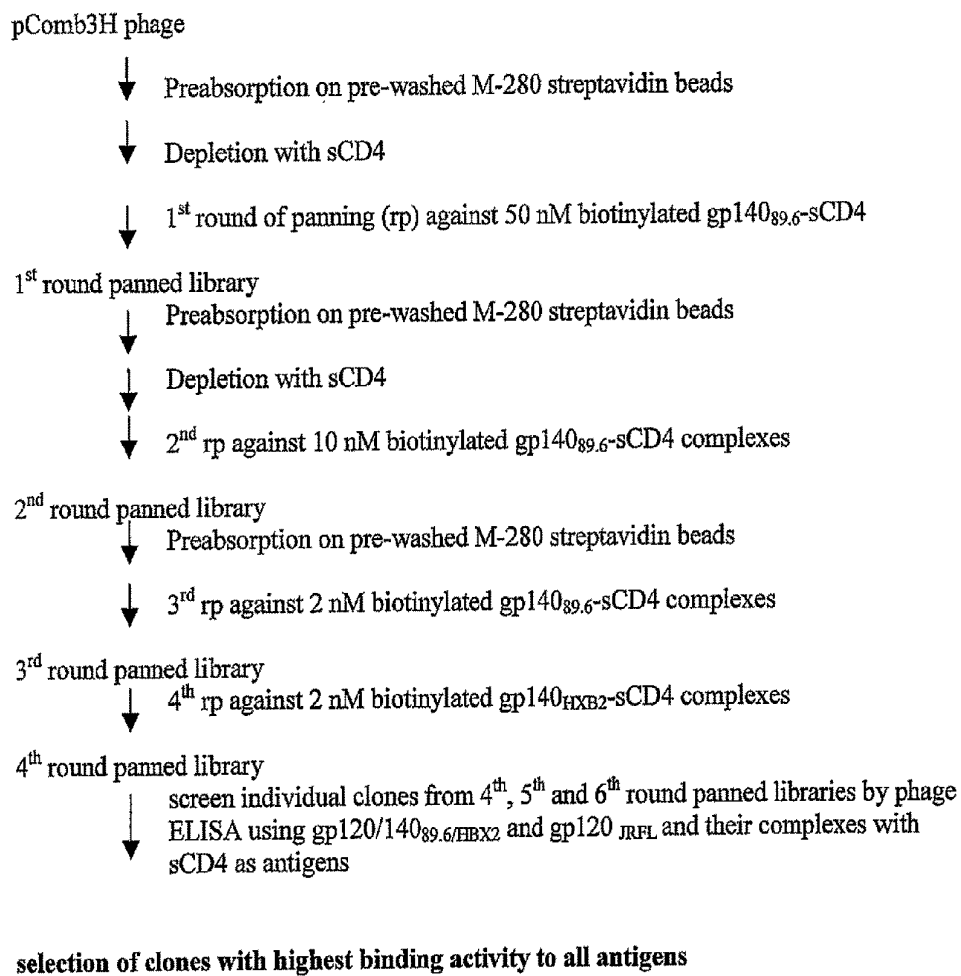 pComb3H phage
Preabsorption on pre-washed M-280 streptavidin beads
Depletion with sCD4
1st round of panning (rp) against 50 nM biotinylated gp14089.6-sCD4
1st round panned library
Preabsorption on pre-washed M-280 streptavidin beads
Depletion with sCD4
2nd rp against 10 nM biotinylated gp14089.6-sCD4 complexes
2nd round panned library
Preabsorption on pre-washed M-280 streptavidin beads
3rd rp against 2 nM biotinylated gp14089.6-sCD4 complexes
3rd round panned library
4th rp against 2 nM biotinylated gp140HXB2-sCD4 complexes
4th round panned library
screen individual clones from 4th, 5th and 6th round panned libraries by phage
ELISA using gp120/14089.6/HBX2 and gp120 JRFL and their complexes with
sCD4 as antigens
selection of clones with highest binding activity to all antigens